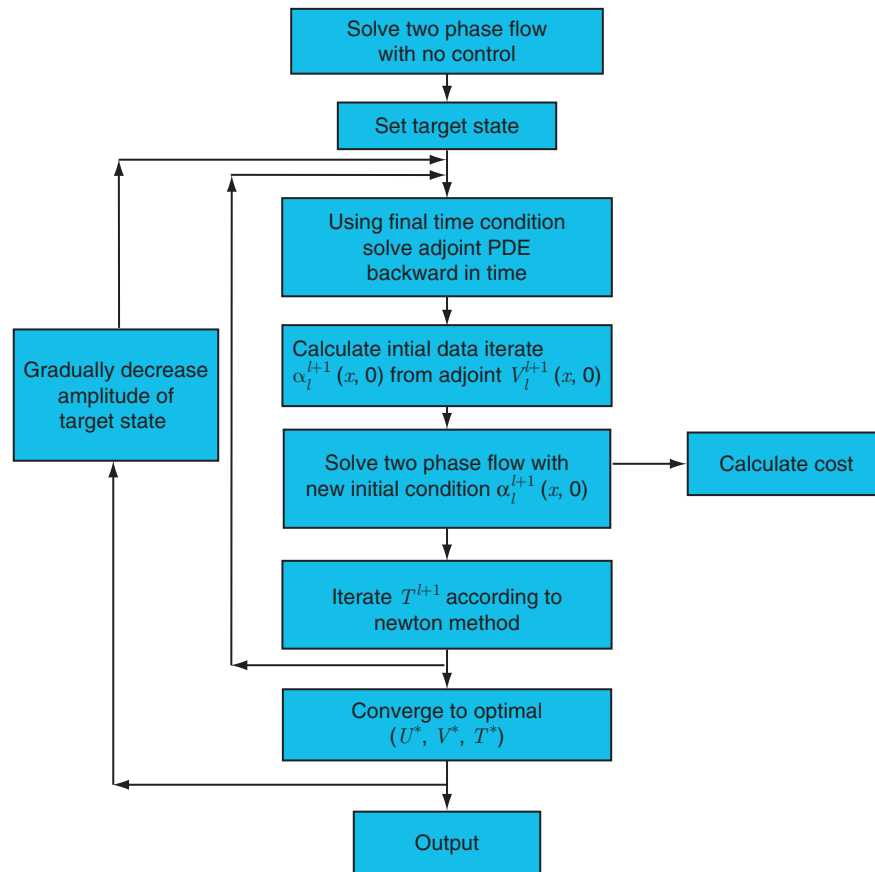 Solve two phase flow
with no control
Set target state
Using final time condition
solve adjoint PDE
backward in time
Calculate intial data iterate
α_l^{l+1} (x, 0) from adjoint V_l^{l+1} (x, 0)
Gradually decrease
amplitude of
target state
Solve two phase flow with
new initial condition α_l^{l+1} (x, 0)
Calculate cost
Iterate T^{l+1} according to
newton method
Converge to optimal
(U*, V*, T*)
Output